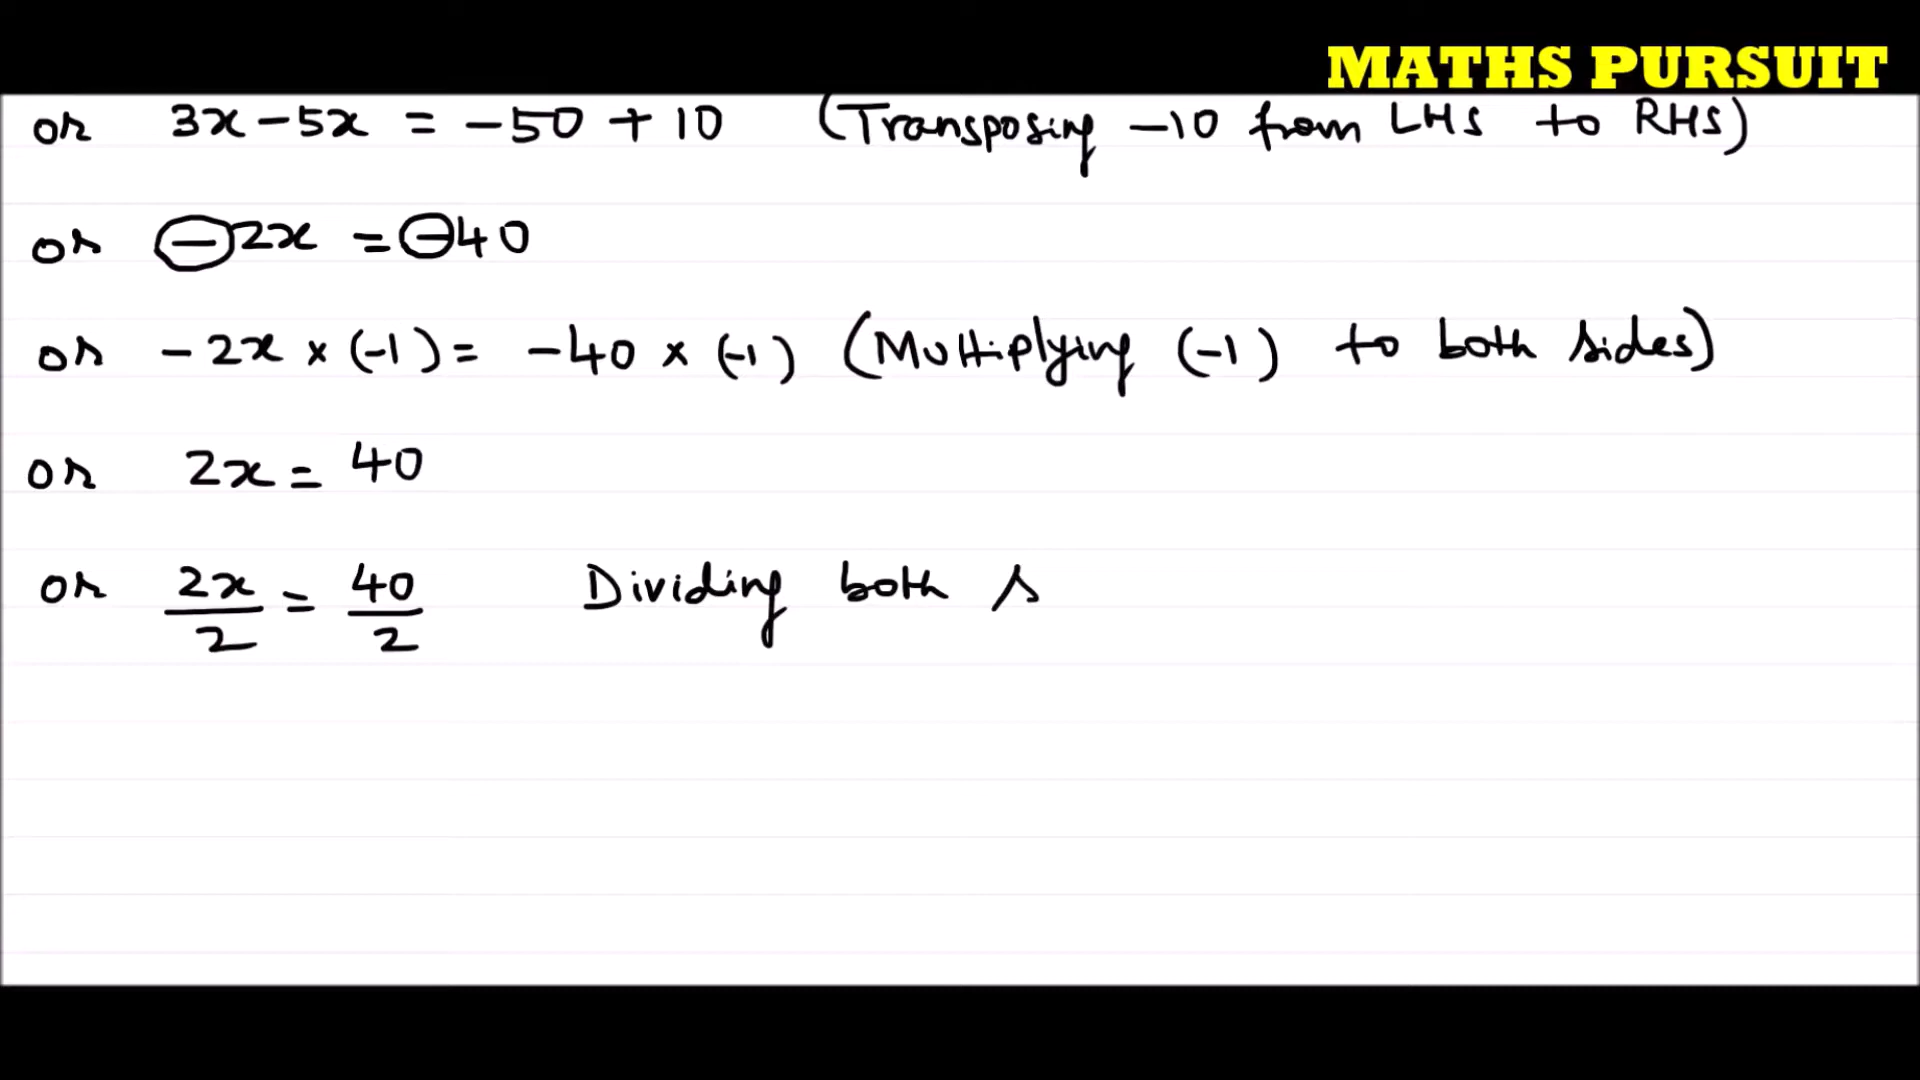 MATHS PURSUIT
or 3x - 5x = -50 + 10 (Transposing -10 from LHS to RHS)
or -2x = -40
or -2x × (-1) = -40 × (-1) (Multiplying (-1) to both sides)
or 2x = 40
or 2x/2 = 40/2 Dividing both s